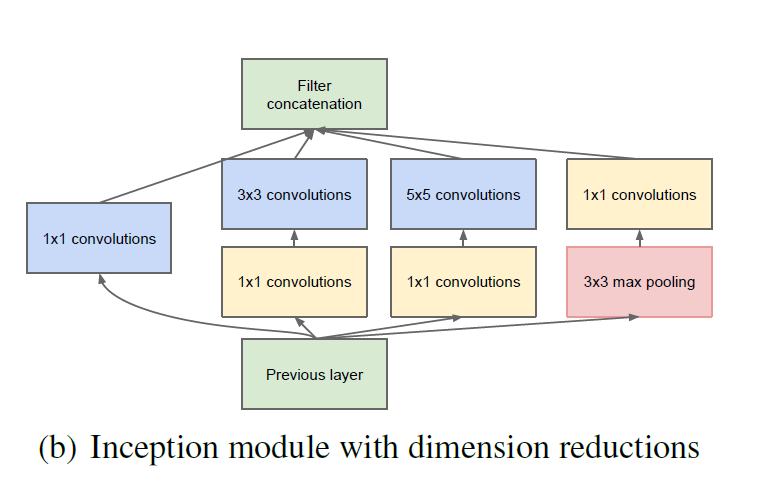 Filter
concatenation
3x3 convolutions
5x5 convolutions
1x1 convolutions
1x1 convolutions
1x1 convolutions
1x1 convolutions
3x3 max pooling
Previous layer
(b) Inception module with dimension reductions